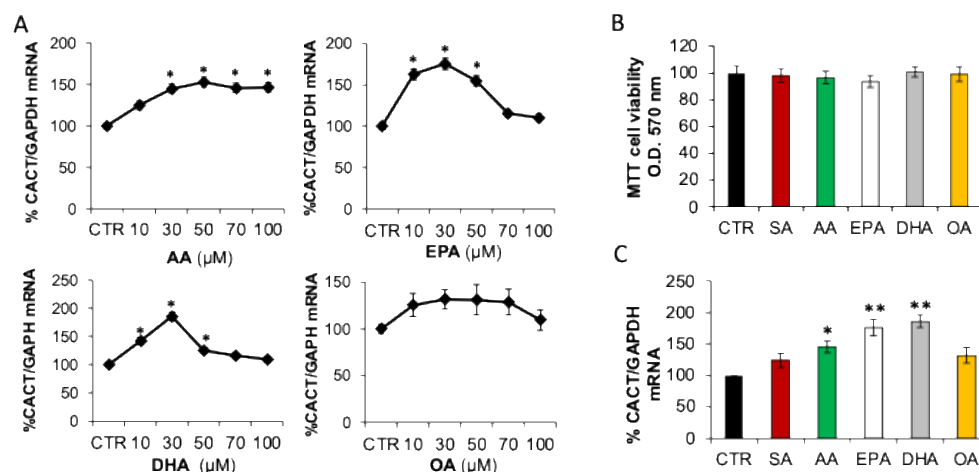 A
% CACT/GAPDH mRNA
200
150
100
50
0
* * * *
CTR 10 30 50 70 100
AA (µM)
%CACT/GAPDH mRNA
200
150
100
50
0
* * *
CTR 10 30 50 70 100
EPA (µM)
%CACT/GAPH mRNA
250
200
150
100
50
0
* * *
CTR 10 30 50 70 100
DHA (µM)
%CACT/GAPH mRNA
150
100
50
0
CTR 10 30 50 70 100
OA (µM)
B
MTT cell viability
O.D. 570 nm
120
100
80
60
40
20
0
CTR SA AA EPA DHA OA
C
% CACT/GAPDH
mRNA
250
200
150
100
50
0
* ** **
CTR SA AA EPA DHA OA